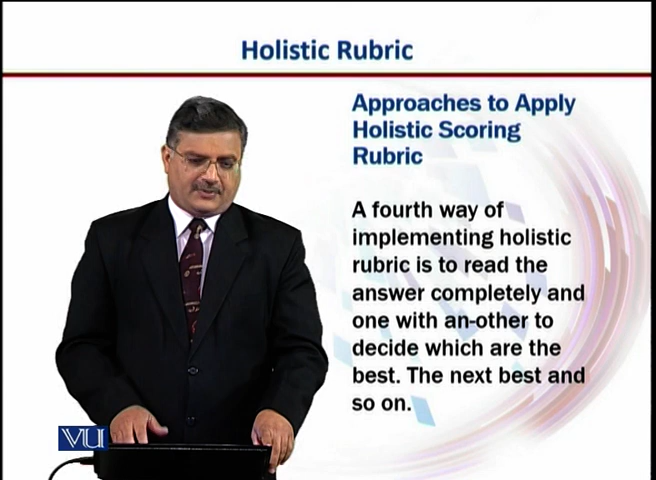 Holistic Rubric
Approaches to Apply
Holistic Scoring
Rubric
A fourth way of
implementing holistic
rubric is to read the
answer completely and
one with an-other to
decide which are the
best. The next best and
so on.
VU